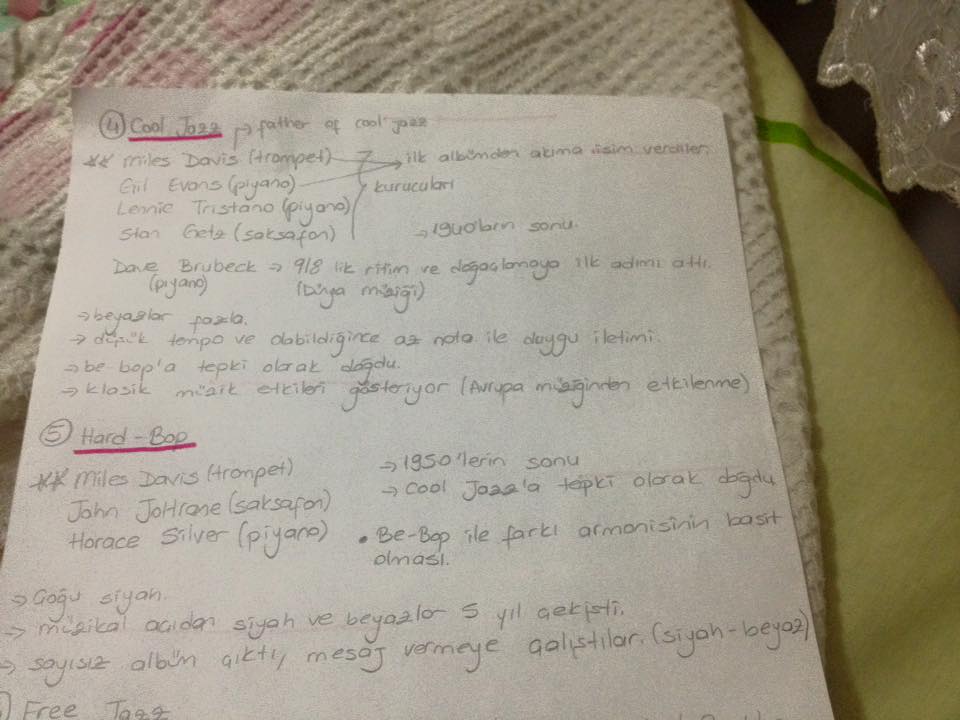 ④ Cool Jazz → father of cool jazz
** Miles Davis (trompet) → ilk albümden akıma isim verdiler.
Gil Evans (piyano) kurucuları
Lennie Tristano (piyano)
Stan Getz (saksafon) → 1940'ların sonu.
Dave Brubeck → 9/8 lik ritim ve doğaçlamaya ilk adımı attı.
(piyano) (Dünya müziği)
→ beyazlar fazla.
→ düşük tempo ve olabildiğince az nota ile duygu iletimi.
→ be-bop'a tepki olarak doğdu.
→ klasik müzik etkileri gösteriyor (Avrupa müziğinden etkilenme)
⑤ Hard-Bop
** Miles Davis (trompet) → 1950'lerin sonu
→ Cool Jazz'a tepki olarak doğdu
John JoHrane (saksafon)
Horace Silver (piyano) • Be-Bop ile farkı armonisinin basit
olması.
→ Çoğu siyah.
→ müzikal açıdan siyah ve beyazlar 5 yıl çekişti.
→ sayısız albüm çıktı, mesaj vermeye çalıştılar. (siyah-beyaz)
Free Jazz